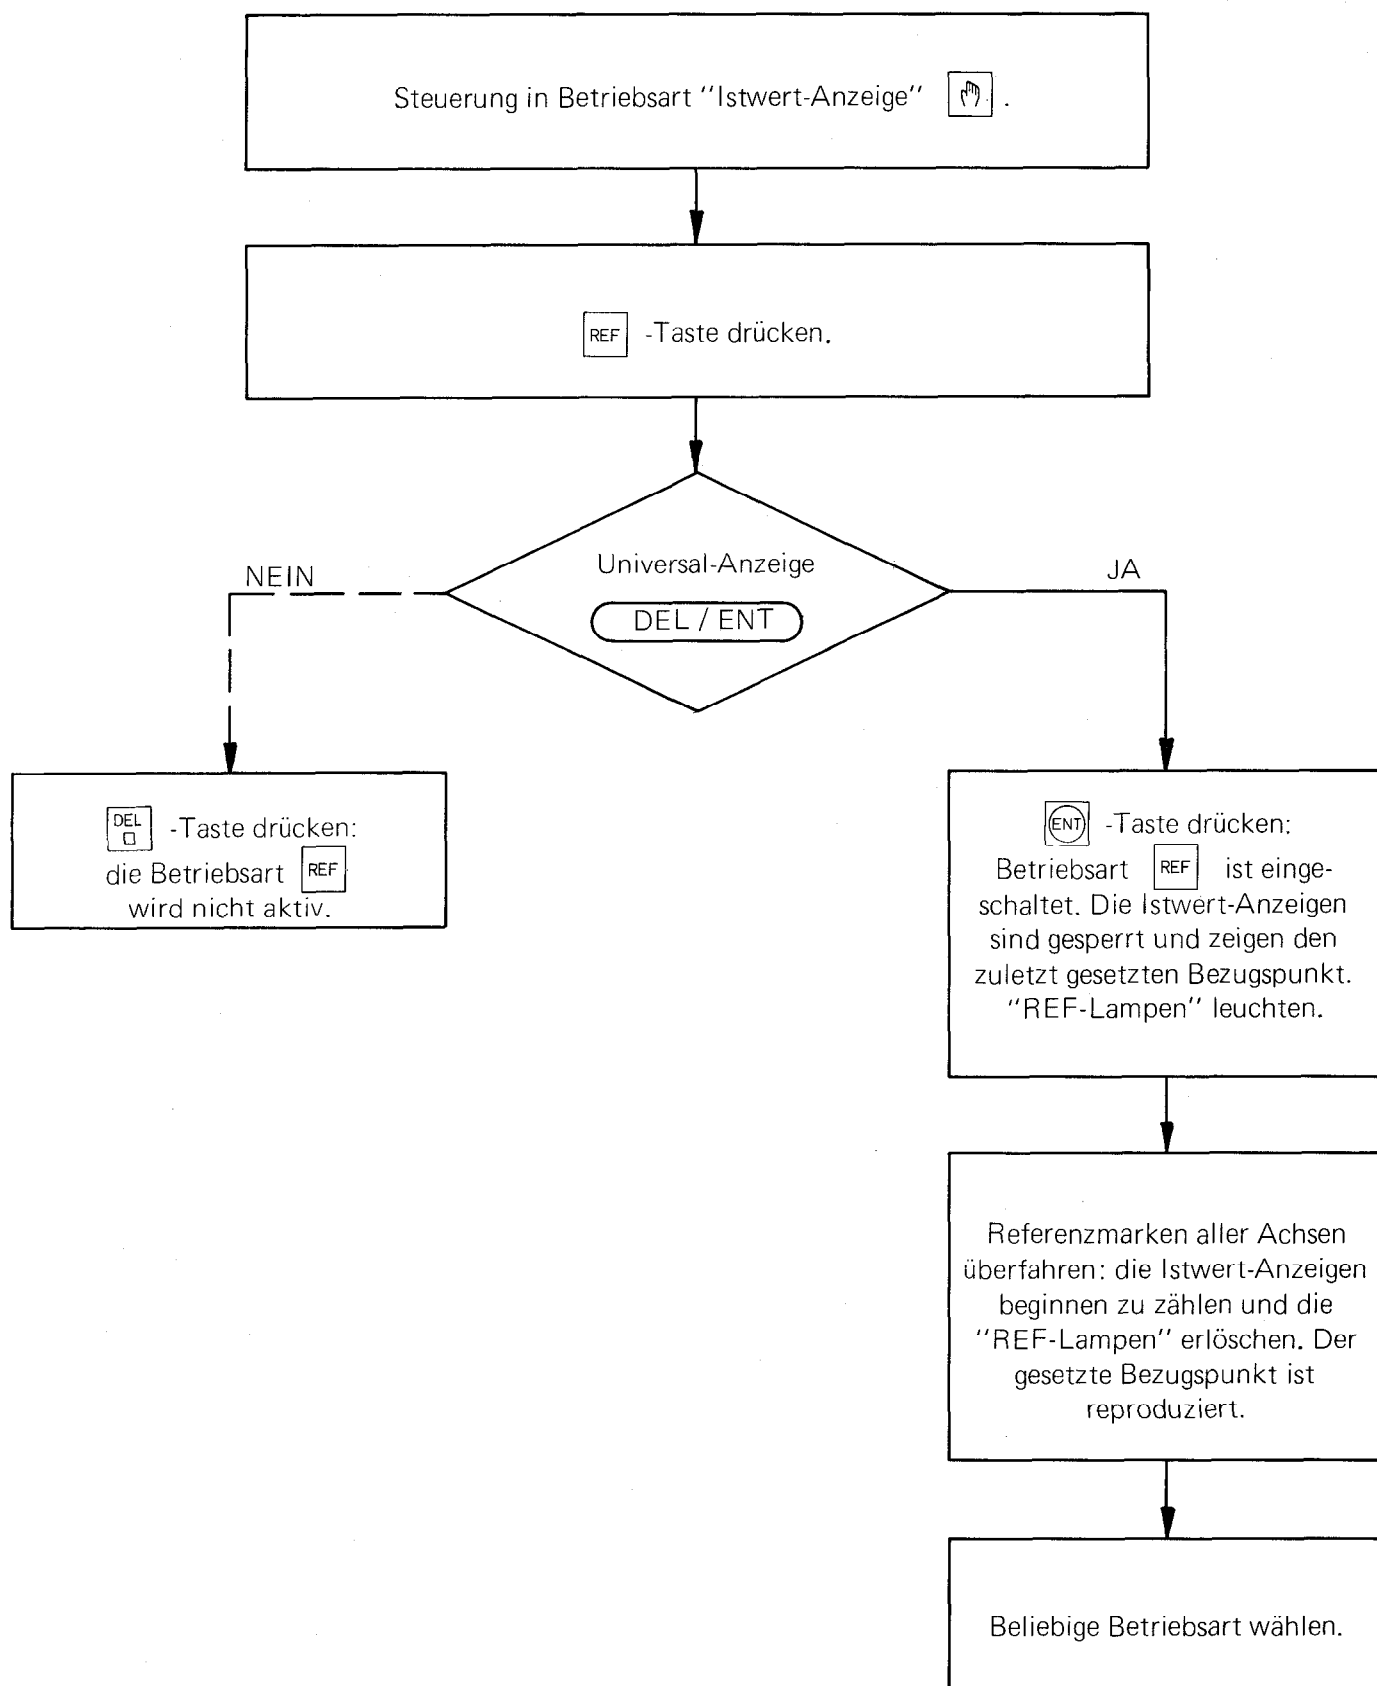 Steuerung in Betriebsart "Istwert-Anzeige" .
REF -Taste drücken.
Universal-Anzeige
DEL / ENT
NEIN
JA
DEL -Taste drücken:
die Betriebsart REF
wird nicht aktiv.
ENT -Taste drücken:
Betriebsart REF ist einge-
schaltet. Die Istwert-Anzeigen
sind gesperrt und zeigen den
zuletzt gesetzten Bezugspunkt.
"REF-Lampen" leuchten.
Referenzmarken aller Achsen
überfahren: die Istwert-Anzeigen
beginnen zu zählen und die
"REF-Lampen" erlöschen. Der
gesetzte Bezugspunkt ist
reproduziert.
Beliebige Betriebsart wählen.